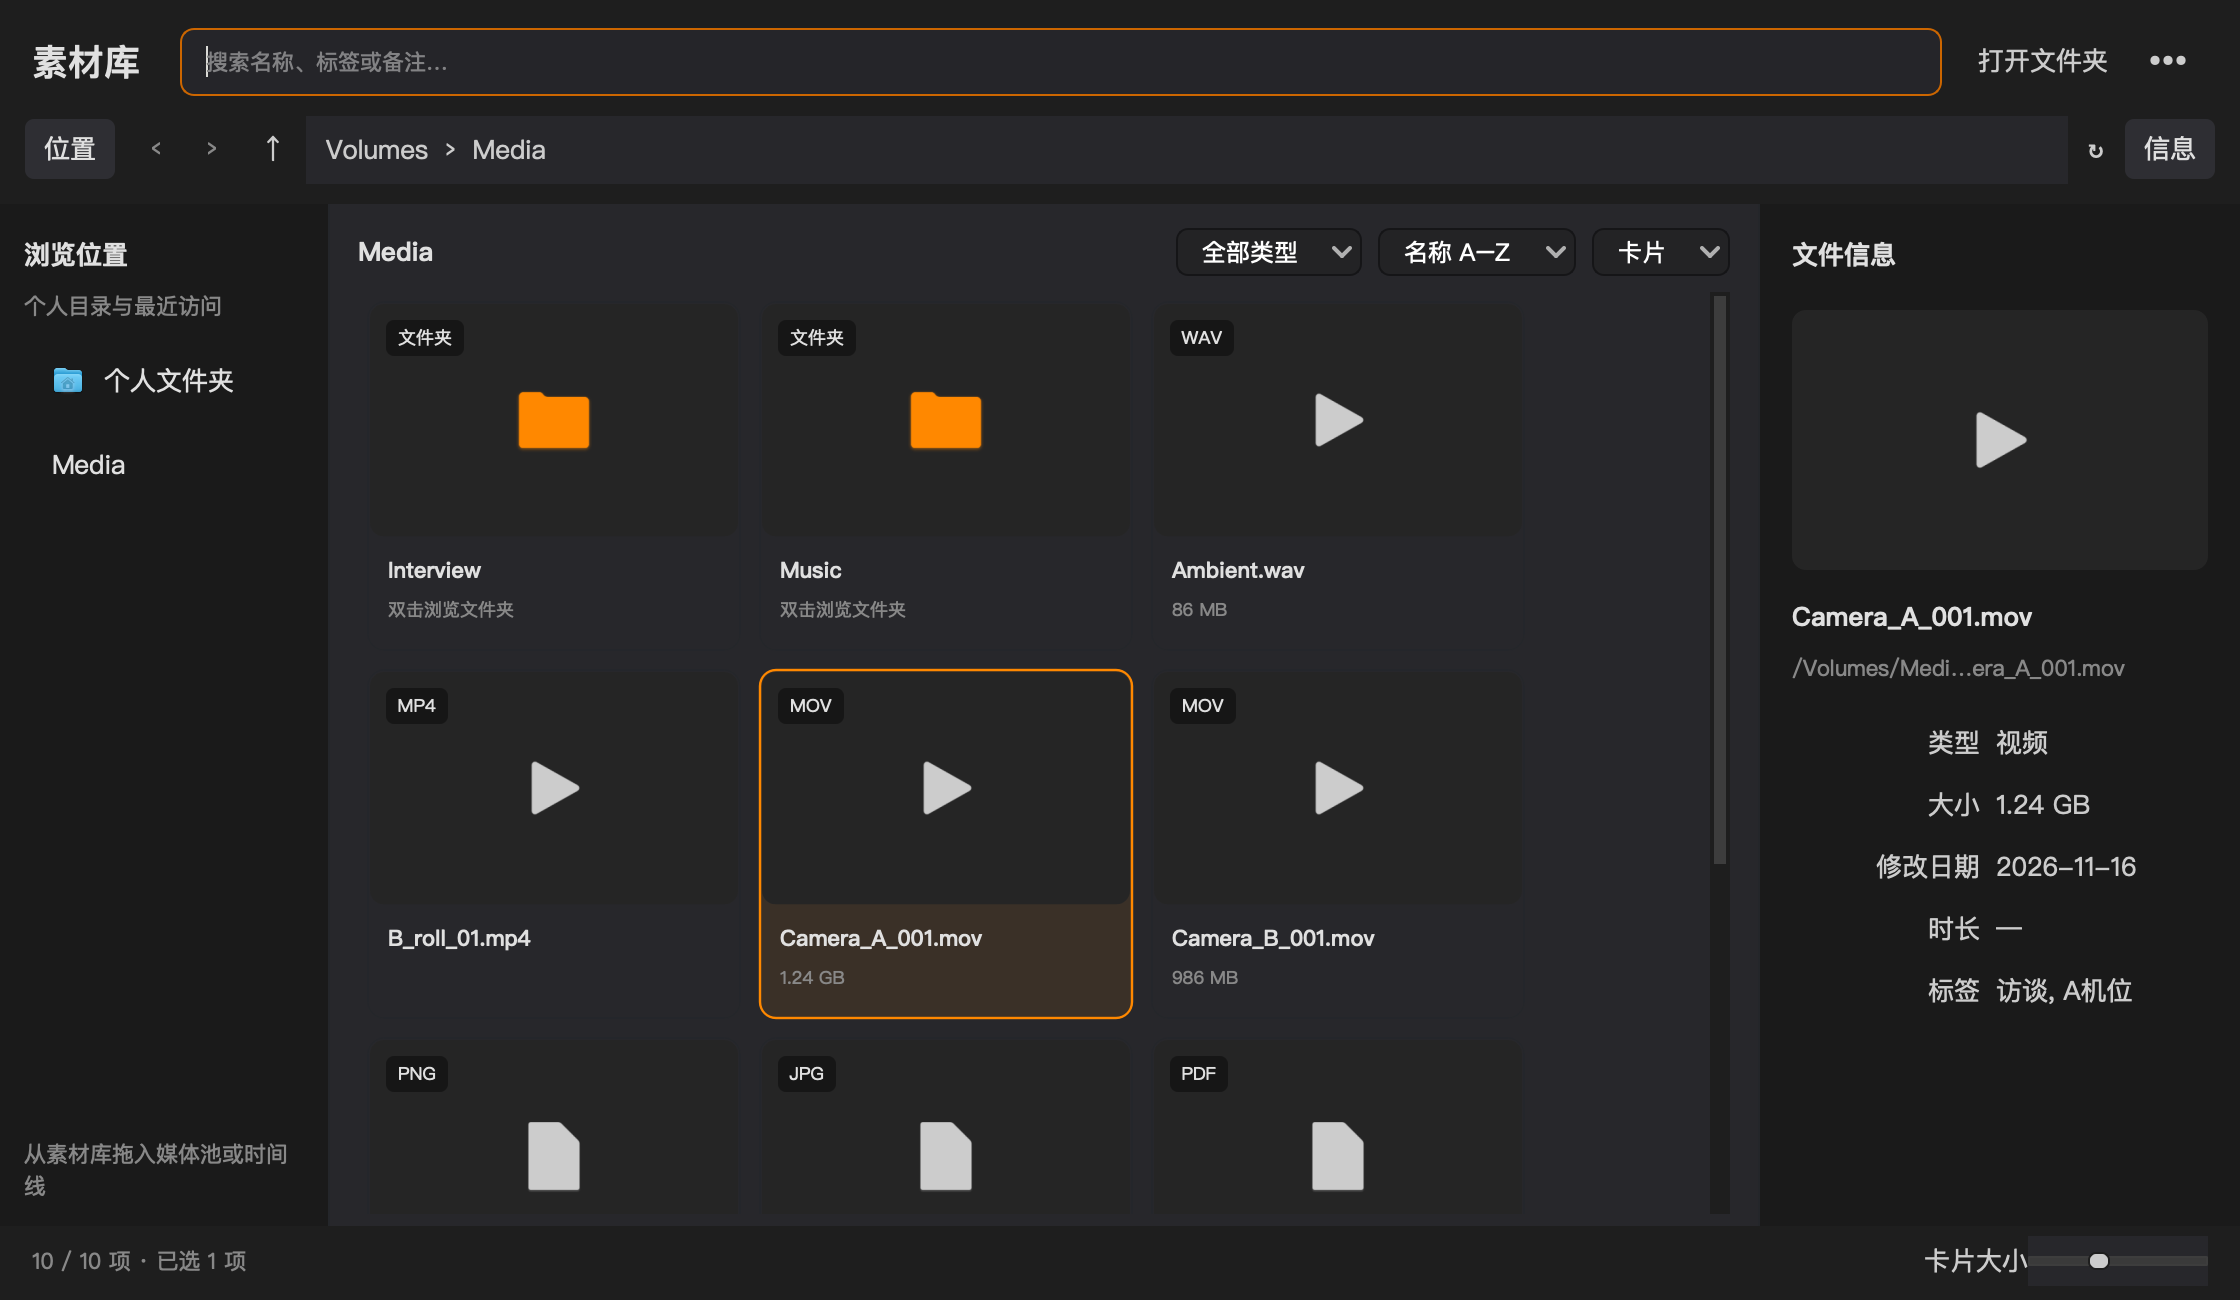 素材库
搜索名称、标签或备注...
打开文件夹
•••
位置
Volumes › Media
信息
浏览位置
个人目录与最近访问
个人文件夹
Media
从素材库拖入媒体池或时间
线
Media
全部类型
名称 A—Z
卡片
文件夹
Interview
双击浏览文件夹
文件夹
Music
双击浏览文件夹
WAV
Ambient.wav
86 MB
MP4
B_roll_01.mp4
MOV
Camera_A_001.mov
1.24 GB
MOV
Camera_B_001.mov
986 MB
PNG
JPG
PDF
文件信息
Camera_A_001.mov
/Volumes/Medi...era_A_001.mov
类型 视频
大小 1.24 GB
修改日期 2026-11-16
时长 —
标签 访谈, A机位
10 / 10 项 · 已选 1 项
卡片大小